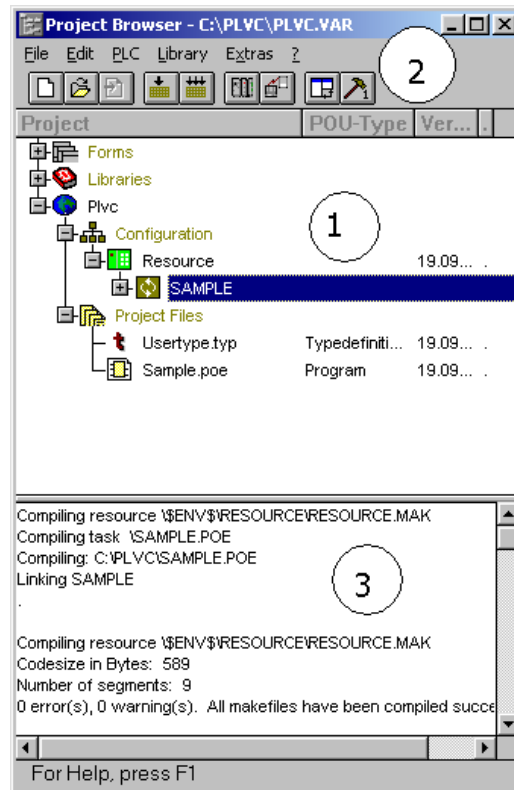 Project Browser - C:\PLVC\PLVC.VAR
File Edit PLC Library Extras ?
2
1
Project POU-Type Ver... .
Forms
Libraries
Plvc
1
Configuration
Resource 19.09... .
SAMPLE
Project Files
t Usertype.typ Typedefiniti... 19.09... .
Sample.poe Program 19.09... .
Compiling resource \$ENV$\RESOURCE\RESOURCE.MAK
Compiling task \SAMPLE.POE
Compiling: C:\PLVC\SAMPLE.POE
3
Linking SAMPLE
.
Compiling resource \$ENV$\RESOURCE\RESOURCE.MAK
Codesize in Bytes: 589
Number of segments: 9
0 error(s), 0 warning(s). All makefiles have been compiled succe
For Help, press F1